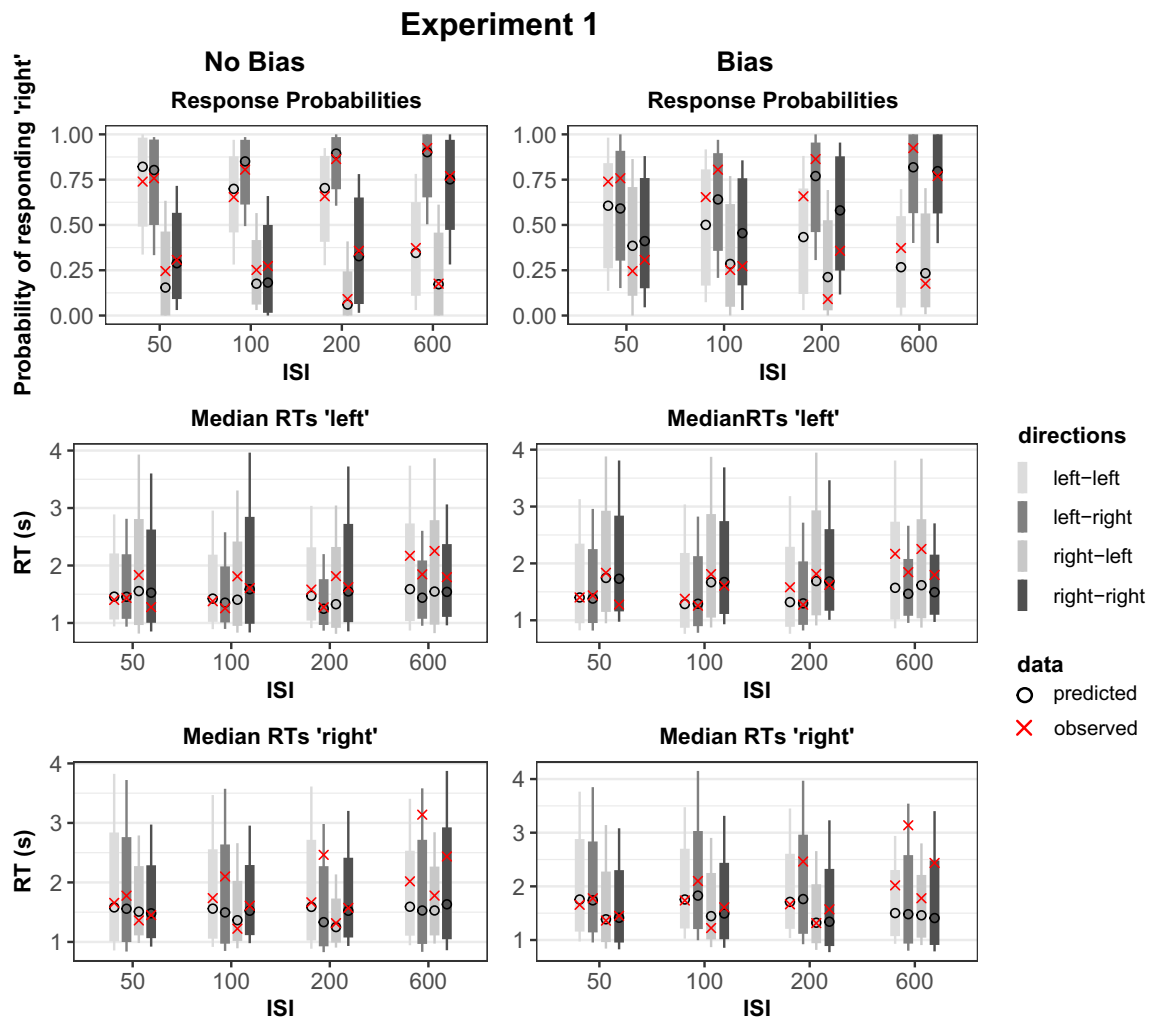 Experiment 1
No Bias
Bias
Response Probabilities
Response Probabilities
Probability of responding 'right'
1.00
0.75
0.50
0.25
0.00
50 100 200 600
ISI
1.00
0.75
0.50
0.25
0.00
50 100 200 600
ISI
Median RTs 'left'
MedianRTs 'left'
RT (s)
4
3
2
1
50 100 200 600
ISI
4
3
2
1
50 100 200 600
ISI
directions
left−left
left−right
right−left
right−right
data
predicted
observed
Median RTs 'right'
Median RTs 'right'
RT (s)
4
3
2
1
50 100 200 600
ISI
4
3
2
1
50 100 200 600
ISI